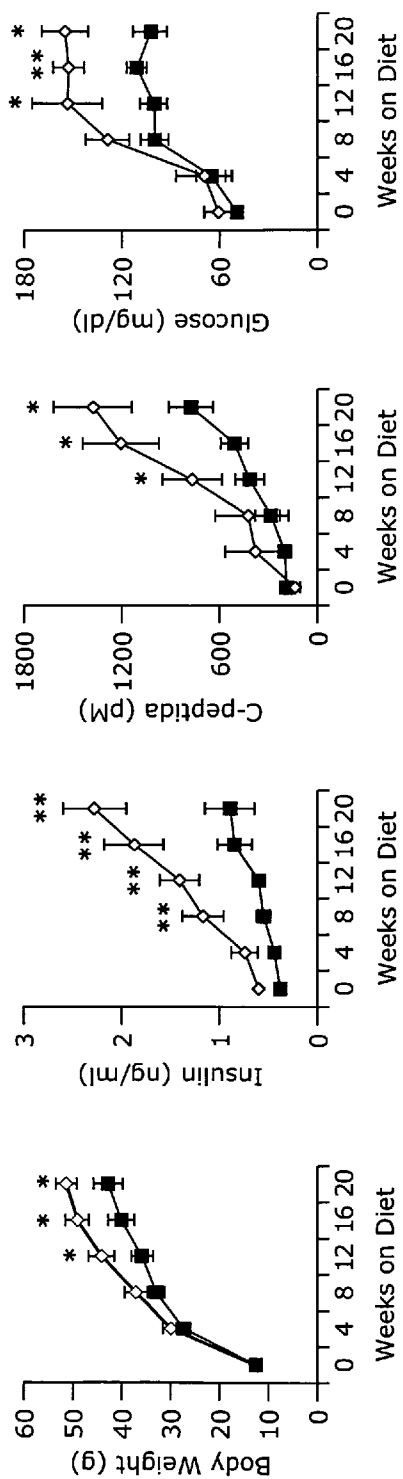 Body Weight (g)
60
50
40
30
20
10
0
*
*
*
0 4 8 12 16 20
Weeks on Diet
Insulin (ng/ml)
3
2
1
0
**
**
**
**
0 4 8 12 16 20
Weeks on Diet
C-peptida (pM)
1800
1200
600
0
*
*
*
0 4 8 12 16 20
Weeks on Diet
Glucose (mg/dl)
180
120
60
0
*
**
*
0 4 8 12 16 20
Weeks on Diet